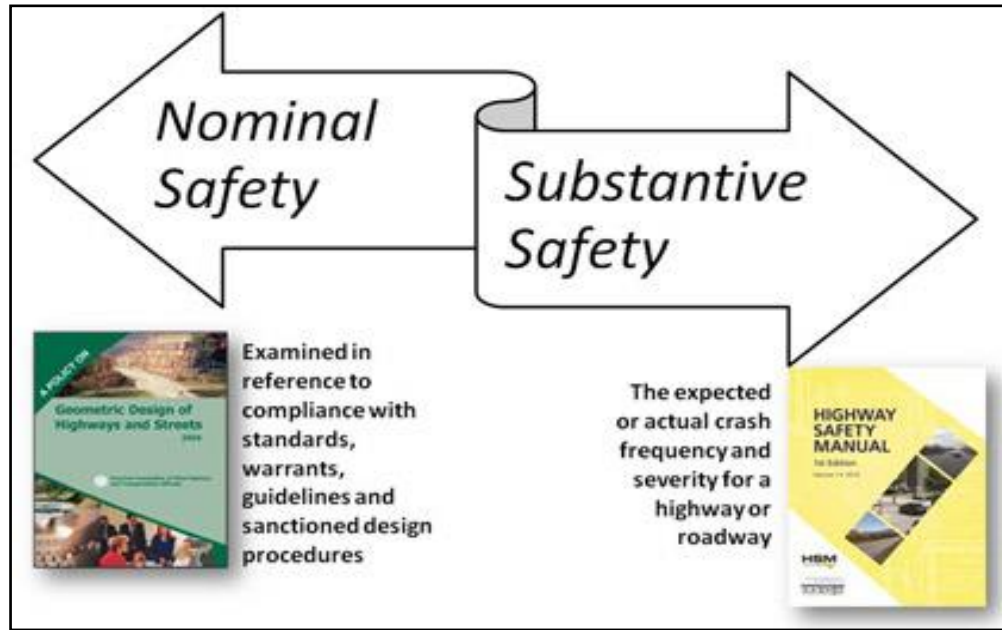 Nominal
Safety
Substantive
Safety
A POLICY ON
Geometric Design of
Highways and Streets
Examined in
reference to
compliance with
standards,
warrants,
guidelines and
sanctioned design
procedures
The expected
or actual crash
frequency and
severity for a
highway or
roadway
HIGHWAY
SAFETY
MANUAL
1st Edition
HSM